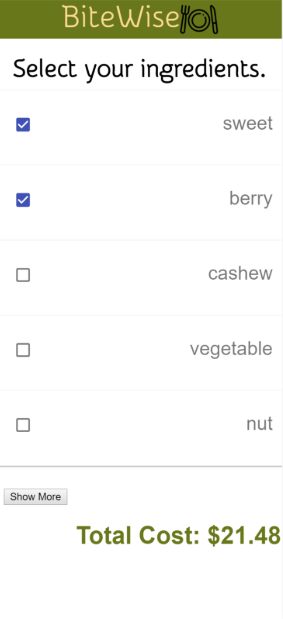 BiteWise
Select your ingredients.
sweet
berry
cashew
vegetable
nut
Show More
Total Cost: $21.48